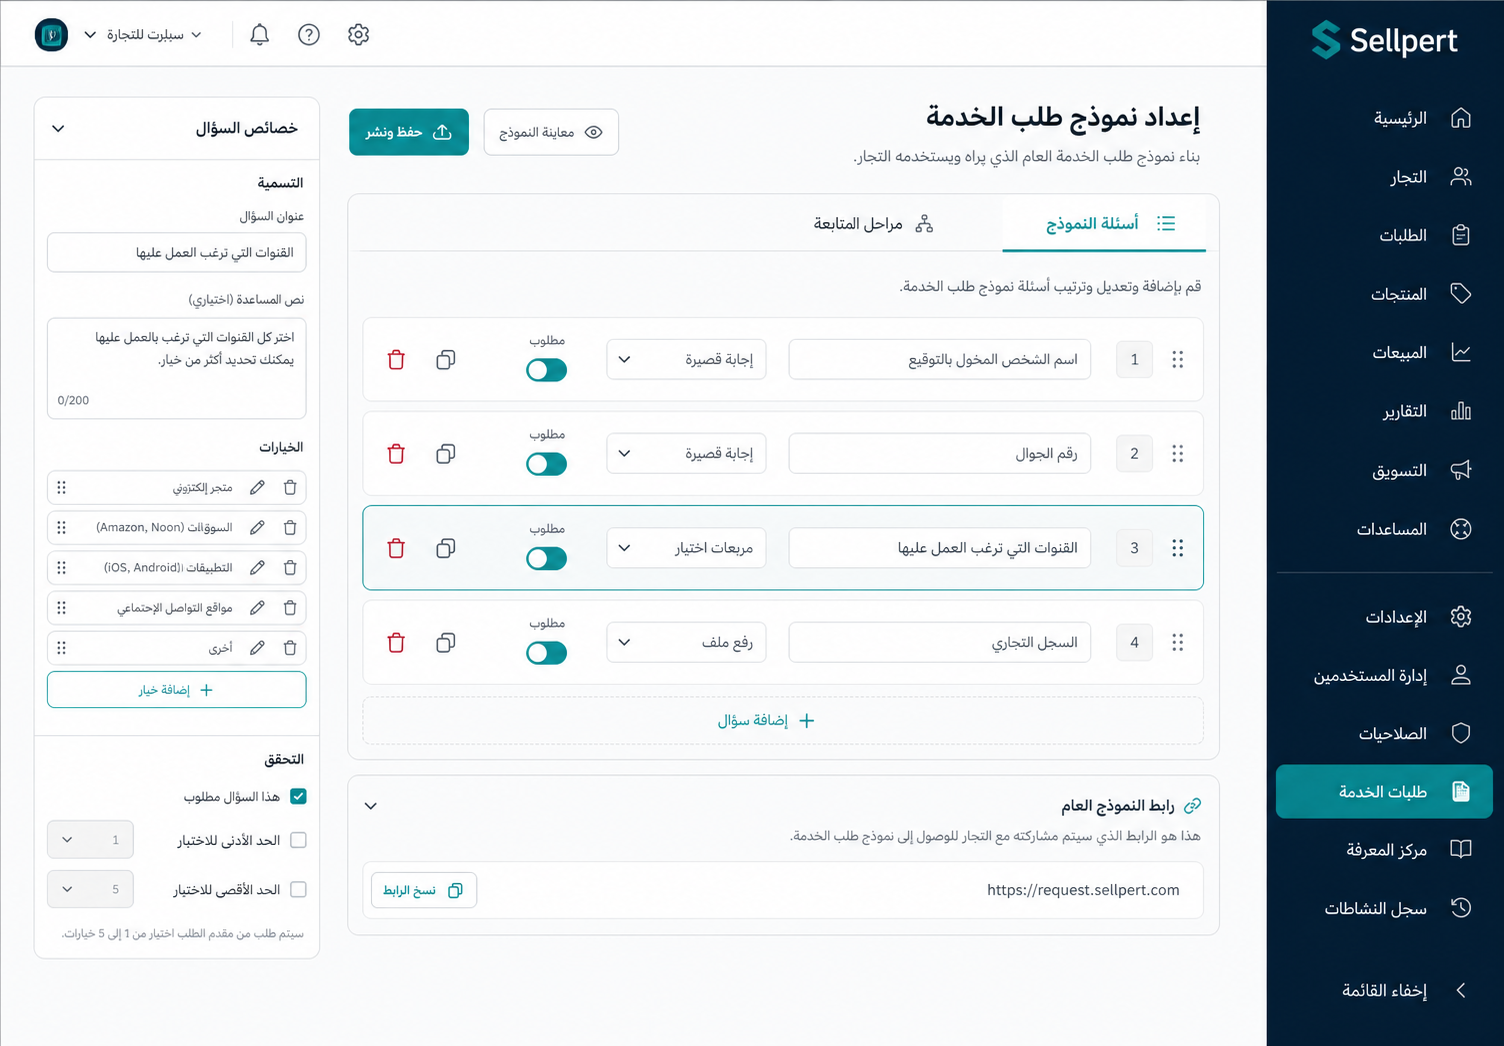 Sellpert
الرئيسية
التجار
الطلبات
المنتجات
المبيعات
التقارير
التسويق
المساعدات
الإعدادات
إدارة المستخدمين
الصلاحيات
طلبات الخدمة
مركز المعرفة
سجل النشاطات
إخفاء القائمة
سبلرت للتجارة
إعداد نموذج طلب الخدمة
بناء نموذج طلب الخدمة العام الذي يراه ويستخدمه التجار.
معاينة النموذج
حفظ ونشر
أسئلة النموذج
مراحل المتابعة
قم بإضافة وتعديل وترتيب أسئلة نموذج طلب الخدمة.
1
اسم الشخص المخول بالتوقيع
إجابة قصيرة
مطلوب
2
رقم الجوال
إجابة قصيرة
مطلوب
3
القنوات التي ترغب العمل عليها
مربعات اختيار
مطلوب
4
السجل التجاري
رفع ملف
مطلوب
+ إضافة سؤال
رابط النموذج العام
هذا هو الرابط الذي سيتم مشاركته مع التجار للوصول إلى نموذج طلب الخدمة.
https://request.sellpert.com
نسخ الرابط
خصائص السؤال
التسمية
عنوان السؤال
القنوات التي ترغب العمل عليها
نص المساعدة (اختياري)
اختر كل القنوات التي ترغب بالعمل عليها
يمكنك تحديد أكثر من خيار.
0/200
الخيارات
متجر إلكتروني
(Amazon, Noon)
التطبيقات (iOS, Android)
مواقع التواصل الإحتماعي
أخرى
+ إضافة خيار
التحقق
هذا السؤال مطلوب
الحد الأدنى للاختبار
1
الحد الأقصى للاختيار
5
سيتم طلب من مقدم الطلب اختيار من 1 إلى 5 خيارات.